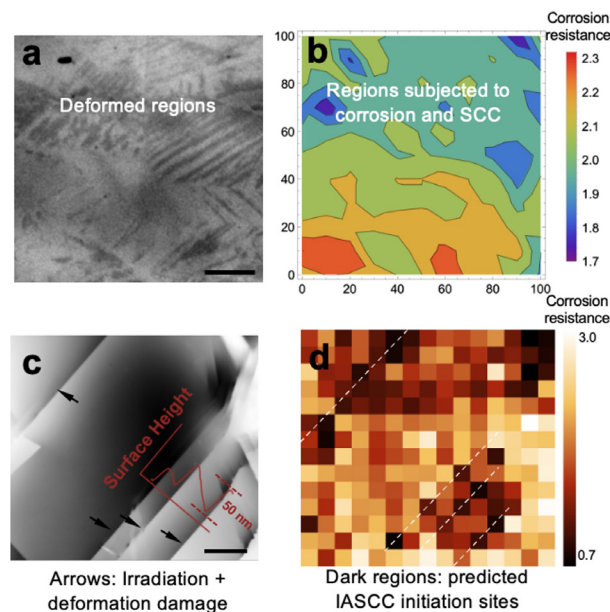 a
Deformed regions
b
Regions subjected to
corrosion and SCC
100
80
60
40
20
0
0 20 40 60 80 100
Corrosion
resistance
2.3
2.2
2.1
2.0
1.9
1.8
1.7
c
Surface Height
50 nm
Arrows: Irradiation +
deformation damage
d
Corrosion
resistance
3.0
0.7
Dark regions: predicted
IASCC initiation sites